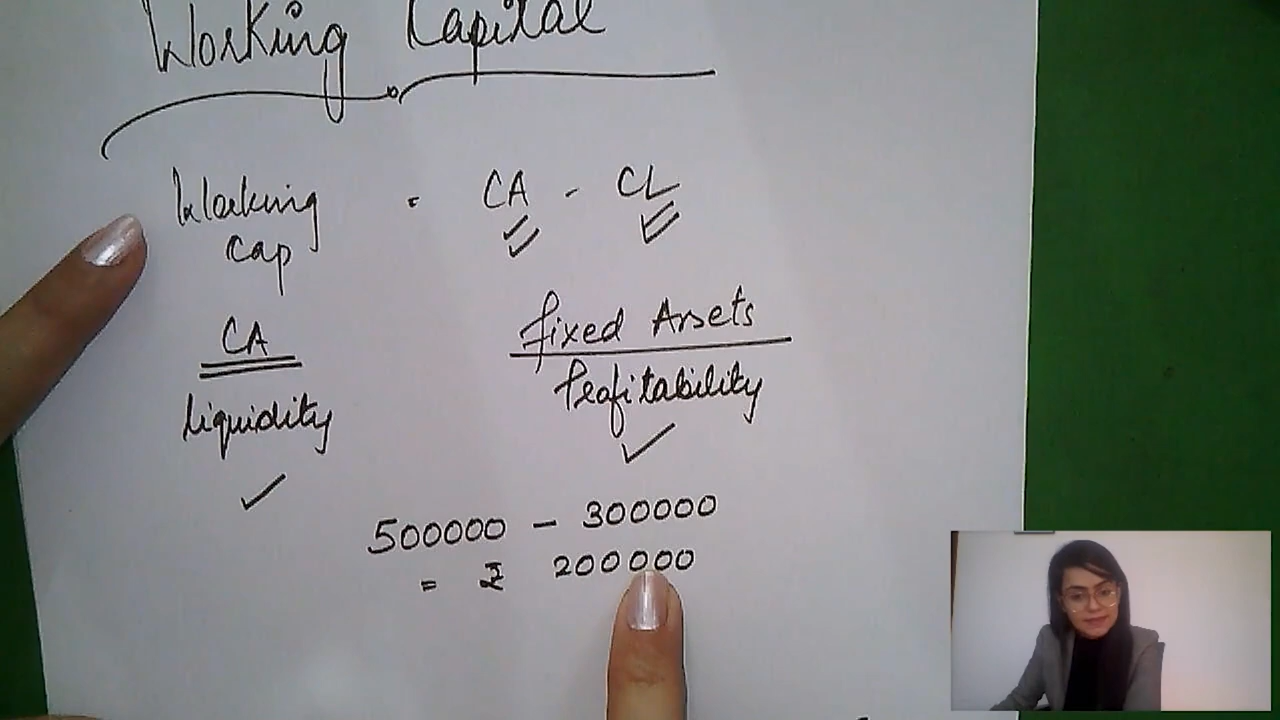 Working Capital
Working = CA - CL
Cap
CA Fixed Assets
Liquidity Profitability
500000 - 300000
= ₹ 200000